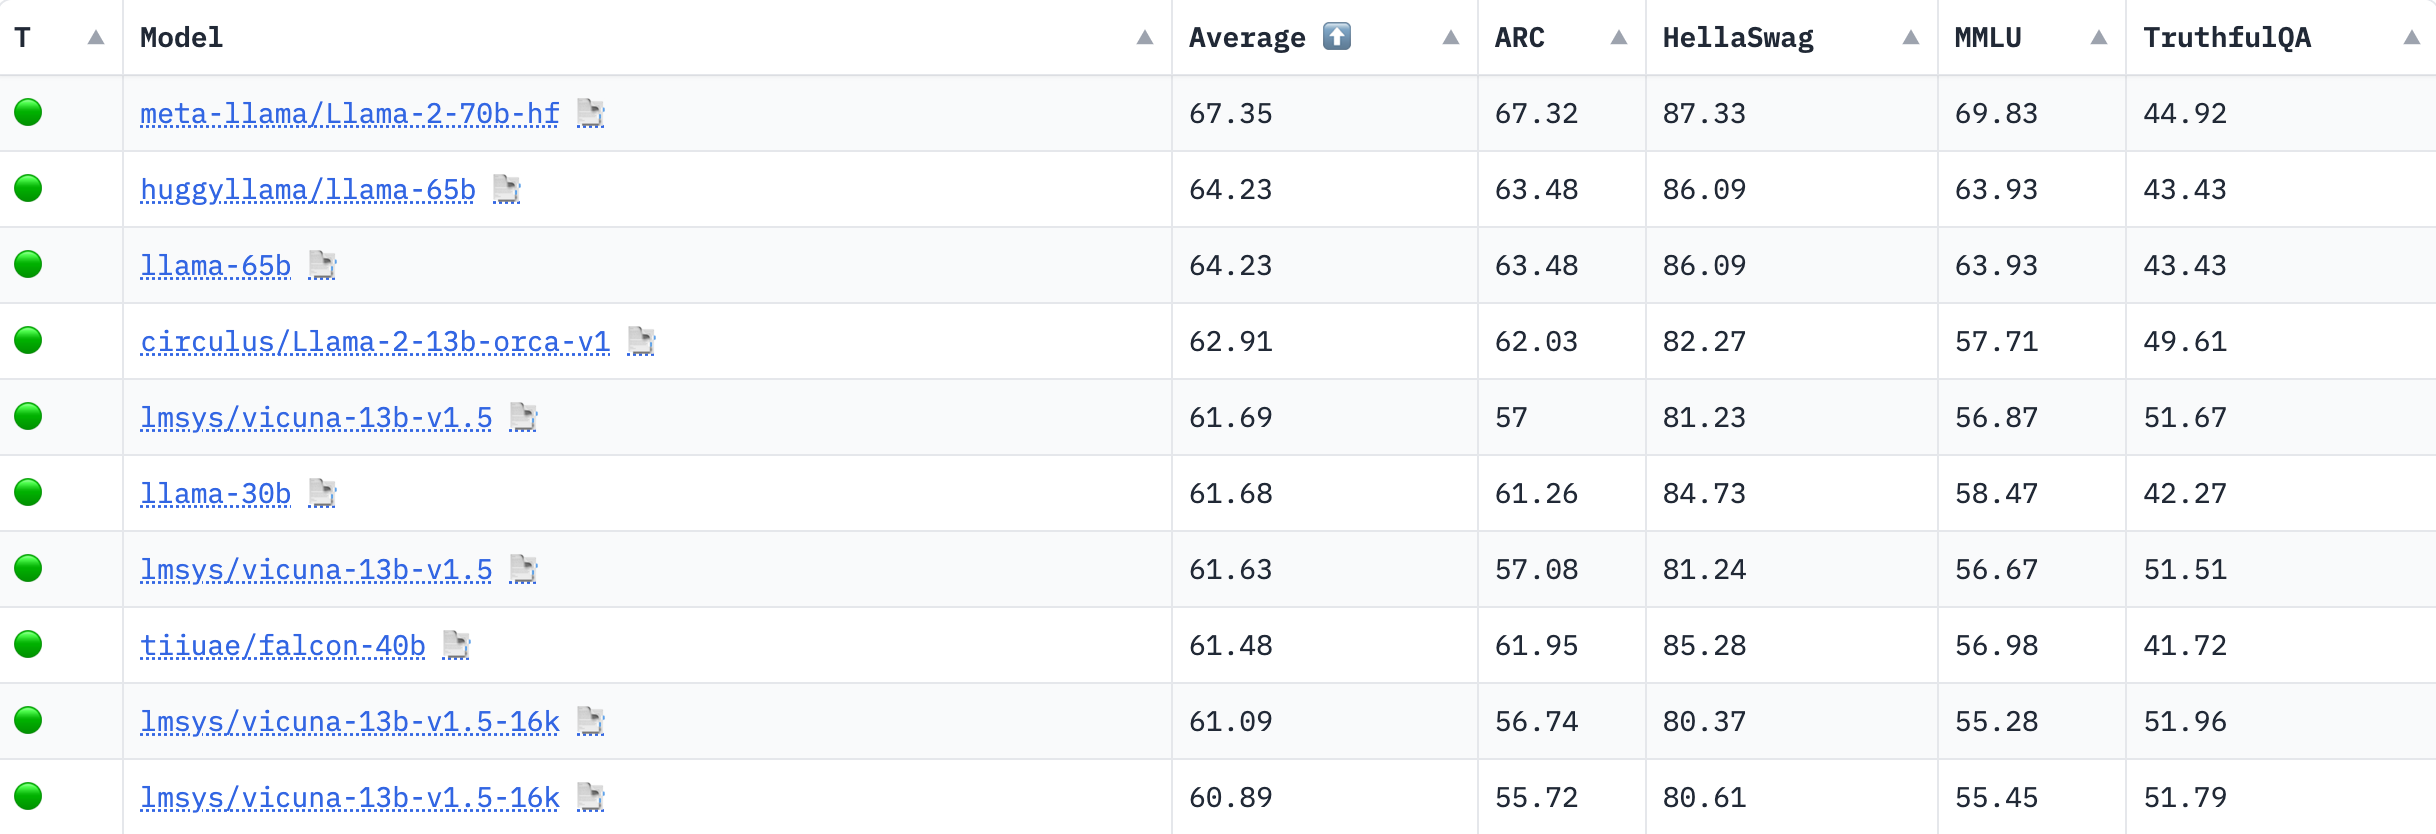 T Model Average ⬆️ ARC HellaSwag MMLU TruthfulQA
meta-llama/Llama-2-70b-hf 67.35 67.32 87.33 69.83 44.92
huggyllama/llama-65b 64.23 63.48 86.09 63.93 43.43
llama-65b 64.23 63.48 86.09 63.93 43.43
circulus/Llama-2-13b-orca-v1 62.91 62.03 82.27 57.71 49.61
lmsys/vicuna-13b-v1.5 61.69 57 81.23 56.87 51.67
llama-30b 61.68 61.26 84.73 58.47 42.27
lmsys/vicuna-13b-v1.5 61.63 57.08 81.24 56.67 51.51
tiiuae/falcon-40b 61.48 61.95 85.28 56.98 41.72
lmsys/vicuna-13b-v1.5-16k 61.09 56.74 80.37 55.28 51.96
lmsys/vicuna-13b-v1.5-16k 60.89 55.72 80.61 55.45 51.79